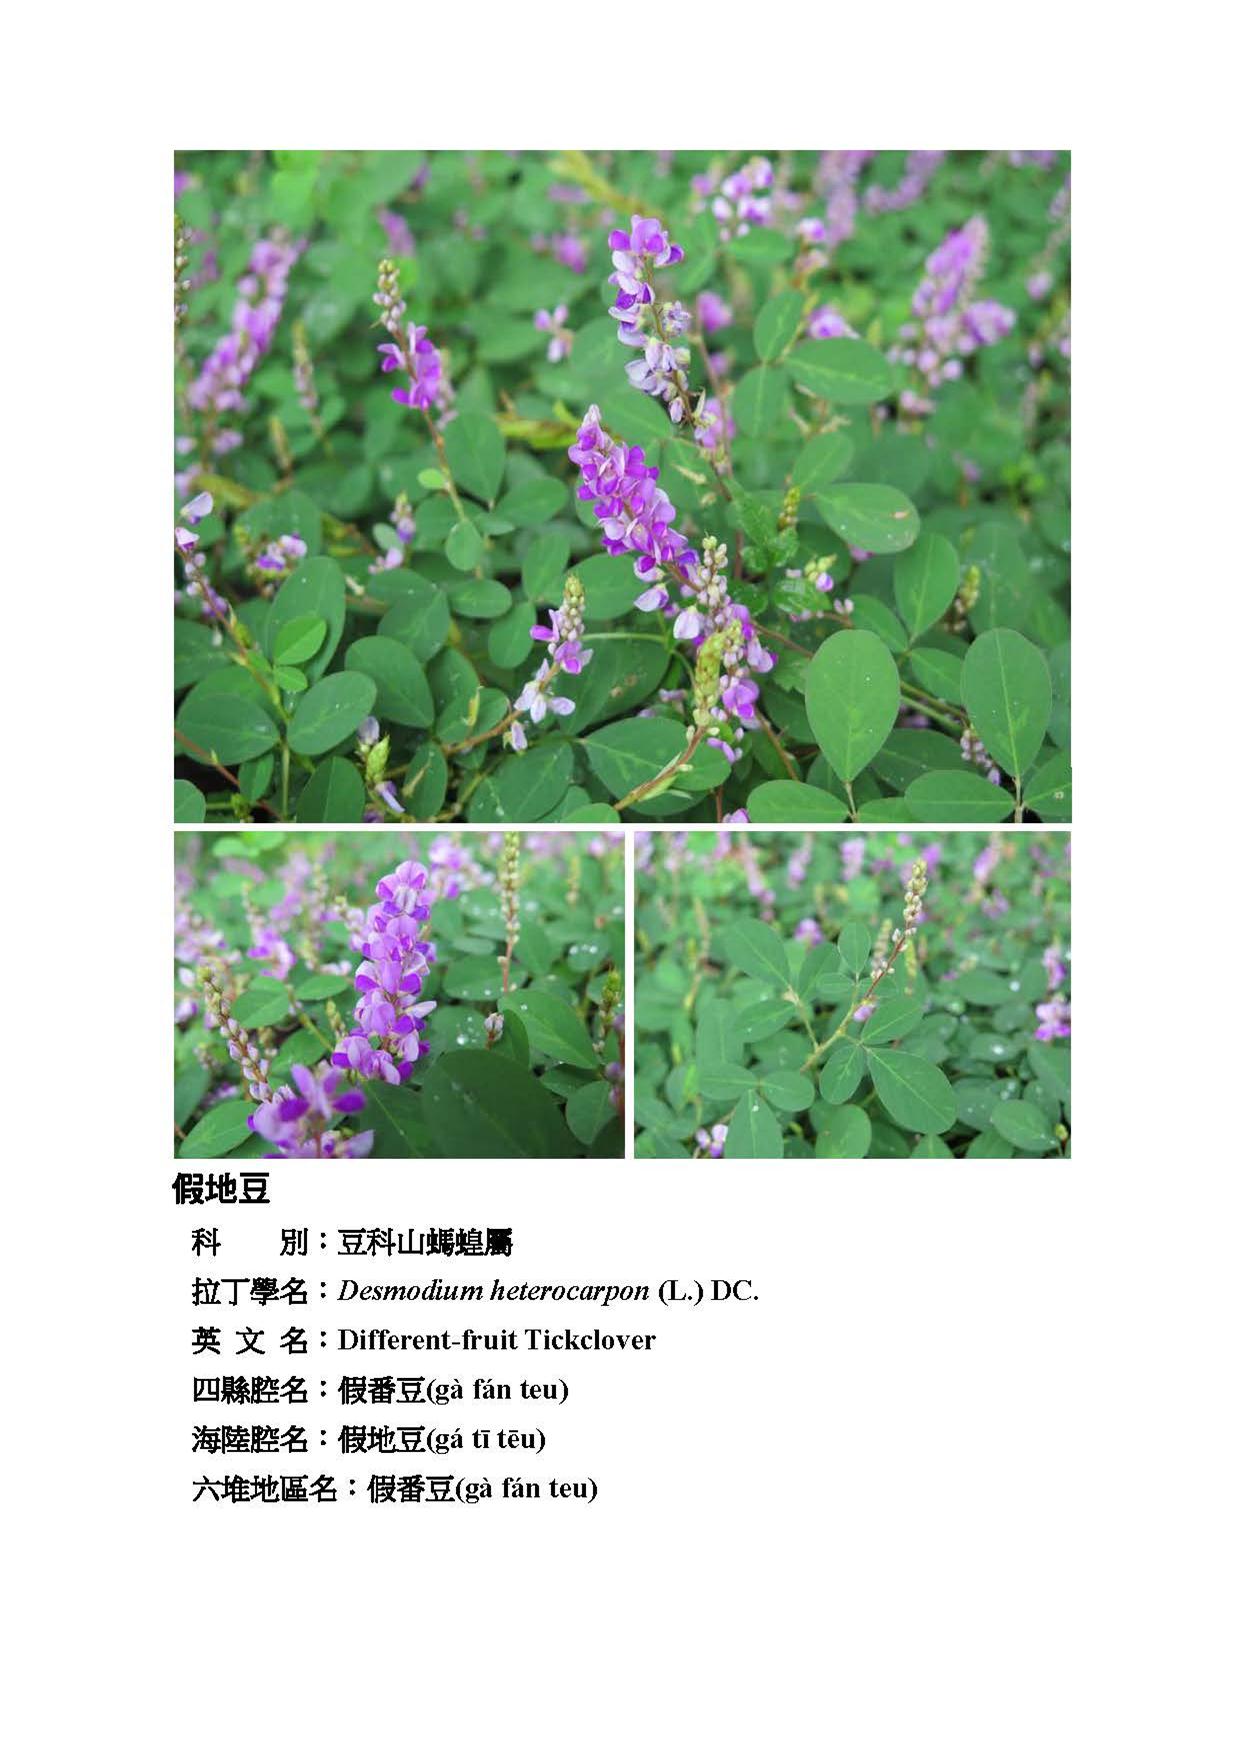 假地豆
科　　別：豆科山螞蝗屬
拉丁學名：Desmodium heterocarpon (L.) DC.
英 文 名：Different-fruit Tickclover
四縣腔名：假番豆(gà fán teu)
海陸腔名：假地豆(gá tī tēu)
六堆地區名：假番豆(gà fán teu)